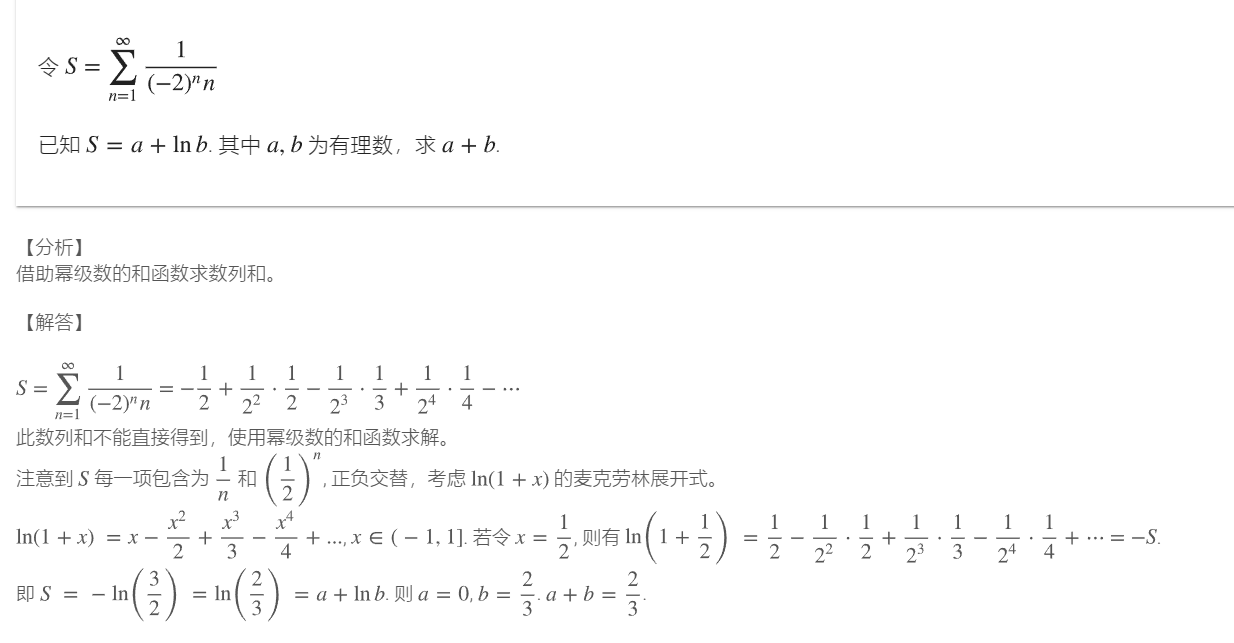 令 $S = \sum_{n=1}^{\infty} \frac{1}{(-2)^n n}$
已知 $S = a + \ln b$. 其中 $a, b$ 为有理数，求 $a + b$.
【分析】
借助幂级数的和函数求数列和。
【解答】
$S = \sum_{n=1}^{\infty} \frac{1}{(-2)^n n} = -\frac{1}{2} + \frac{1}{2^2} \cdot \frac{1}{2} - \frac{1}{2^3} \cdot \frac{1}{3} + \frac{1}{2^4} \cdot \frac{1}{4} - \cdots$
此数列和不能直接得到，使用幂级数的和函数求解。
注意到 $S$ 每一项包含为 $\frac{1}{n}$ 和 $\left(\frac{1}{2}\right)^n$, 正负交替，考虑 $\ln(1 + x)$ 的麦克劳林展开式。
$\ln(1 + x) = x - \frac{x^2}{2} + \frac{x^3}{3} - \frac{x^4}{4} + ..., x \in (-1, 1]$. 若令 $x = \frac{1}{2}$, 则有 $\ln\left(1 + \frac{1}{2}\right) = \frac{1}{2} - \frac{1}{2^2} \cdot \frac{1}{2} + \frac{1}{2^3} \cdot \frac{1}{3} - \frac{1}{2^4} \cdot \frac{1}{4} + \cdots = -S$.
即 $S = -\ln\left(\frac{3}{2}\right) = \ln\left(\frac{2}{3}\right) = a + \ln b$. 则 $a = 0, b = \frac{2}{3}$. $a + b = \frac{2}{3}$.